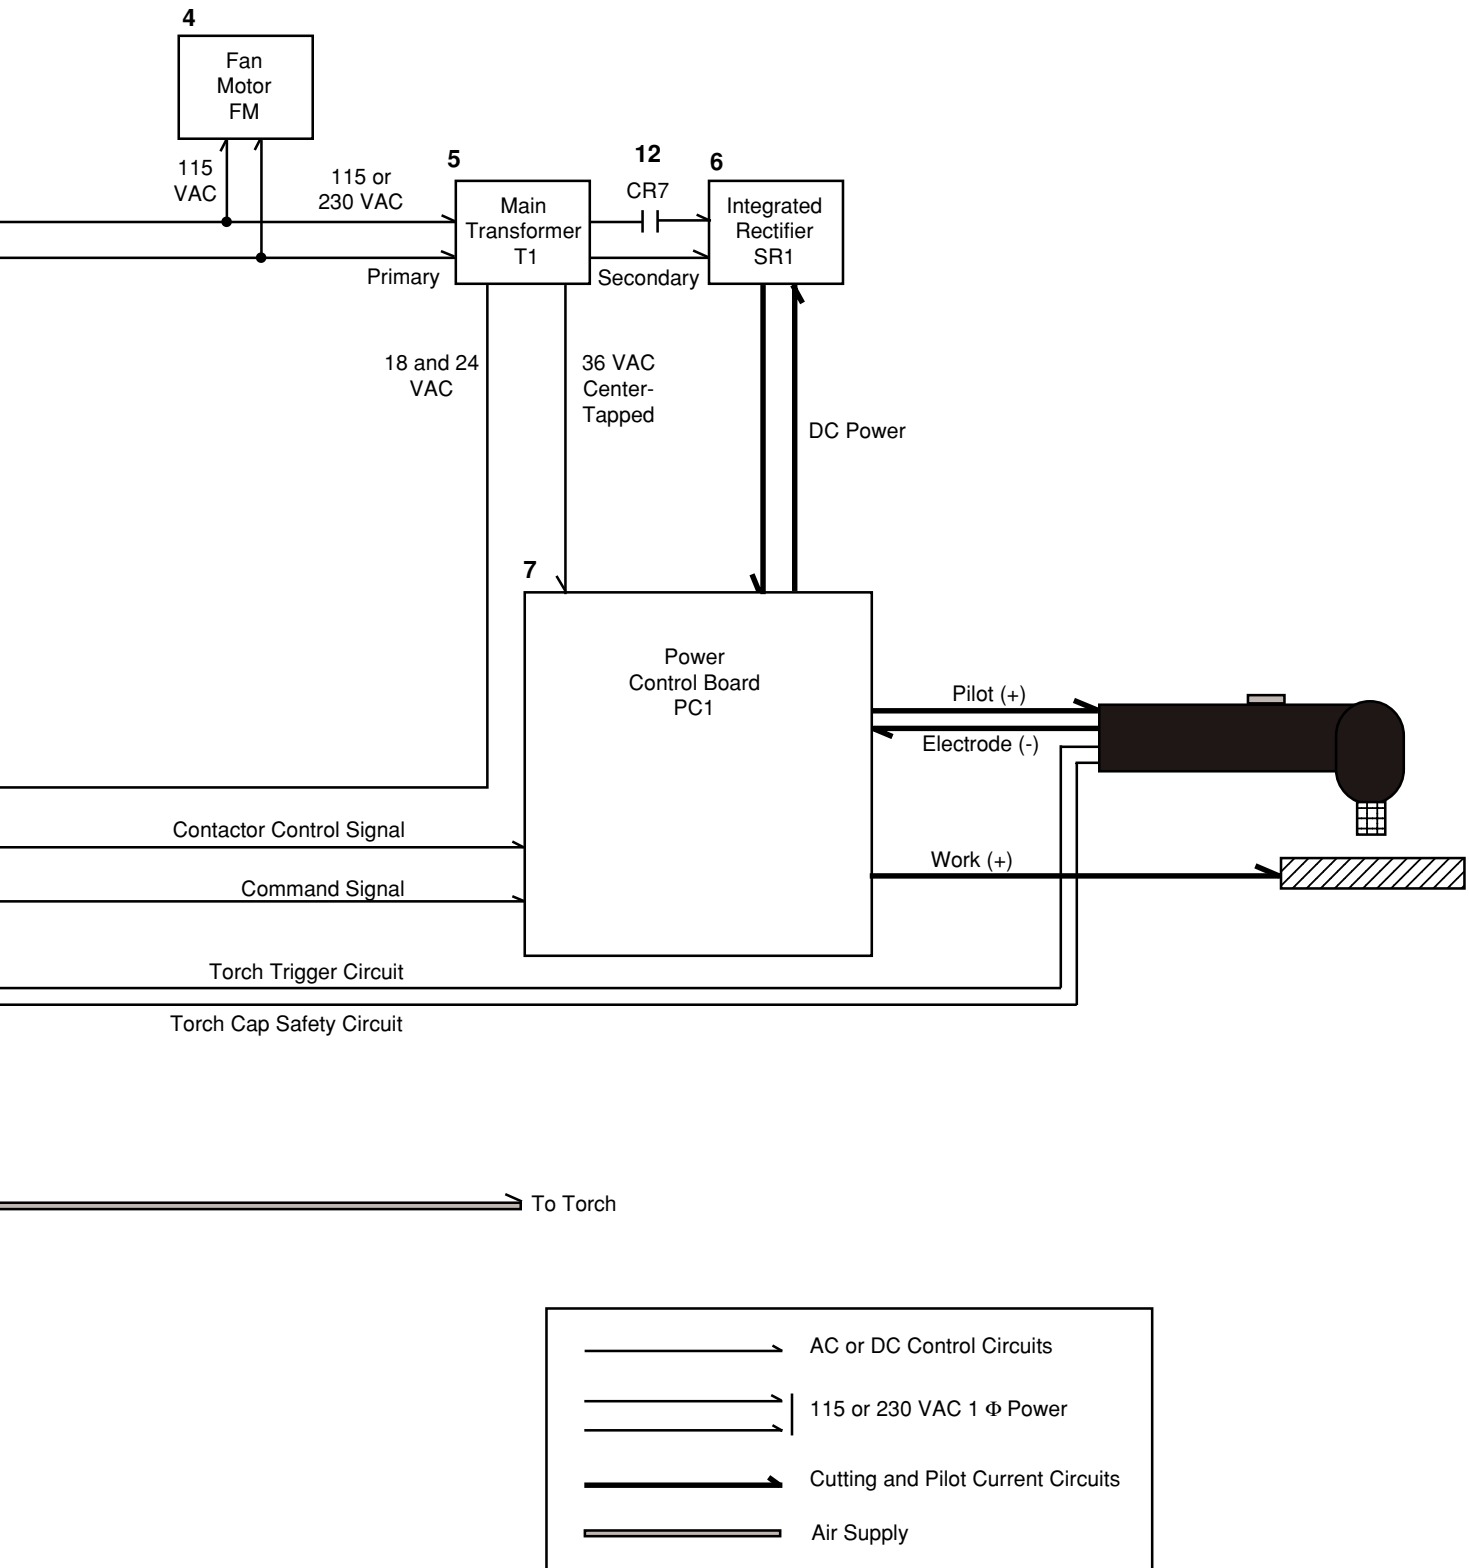 4
Fan
Motor
FM
115
VAC
115 or
230 VAC
5
Main
Transformer
T1
Primary
12
CR7
Secondary
6
Integrated
Rectifier
SR1
18 and 24
VAC
36 VAC
Center-
Tapped
DC Power
7
Power
Control Board
PC1
Pilot (+)
Electrode (-)
Work (+)
Contactor Control Signal
Command Signal
Torch Trigger Circuit
Torch Cap Safety Circuit
To Torch
AC or DC Control Circuits
115 or 230 VAC 1 Φ Power
Cutting and Pilot Current Circuits
Air Supply